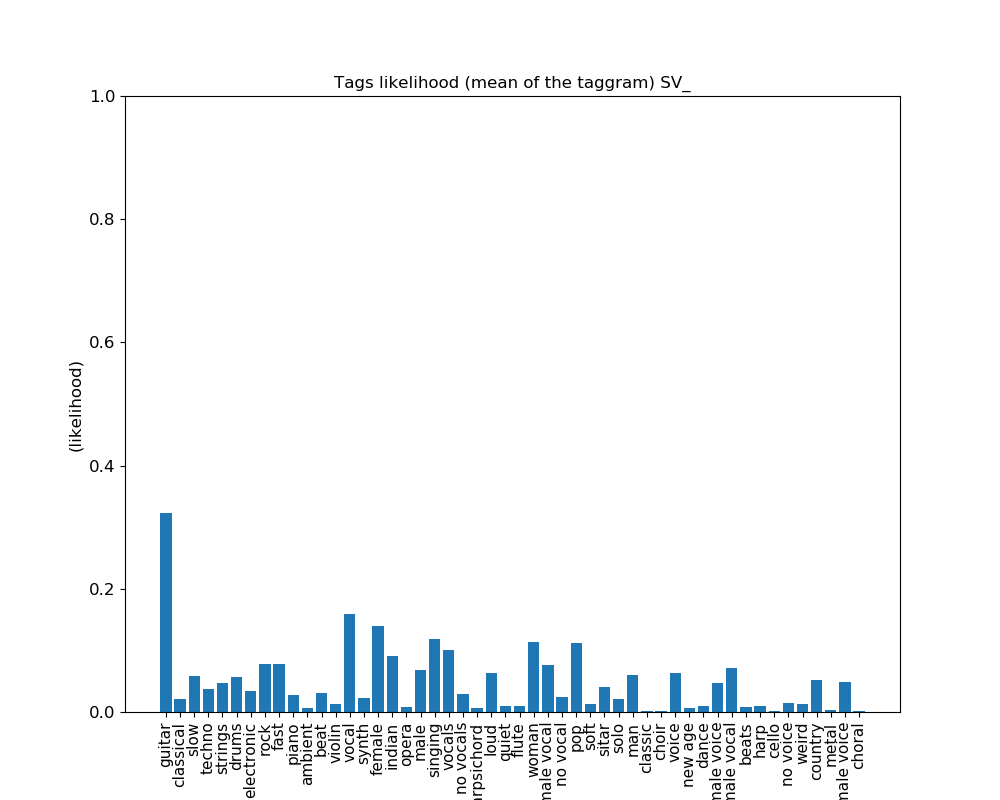 Tags likelihood (mean of the taggram) SV_
1.0
0.8
0.6
0.4
0.2
0.0
(likelihood)
guitar
classical
slow
techno
strings
drums
electronic
rock
fast
piano
ambient
beat
violin
vocal
synth
female
indian
opera
male
singing
vocals
no vocals
arpsichord
loud
quiet
flute
woman
male vocal
no vocal
pop
soft
sitar
solo
man
classic
choir
voice
new age
dance
male voice
male vocal
beats
harp
cello
no voice
weird
country
metal
male voice
choral